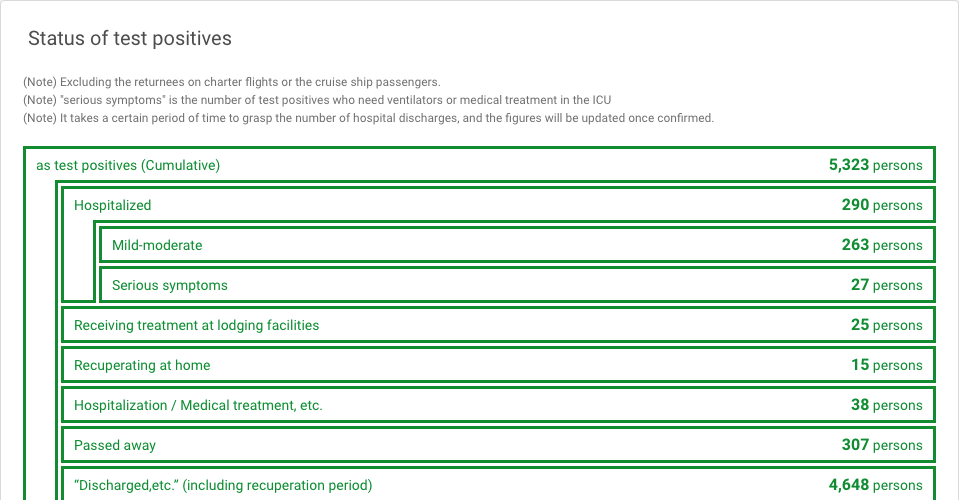 Status of test positives
(Note) Excluding the returnees on charter flights or the cruise ship passengers.
(Note) "serious symptoms" is the number of test positives who need ventilators or medical treatment in the ICU
(Note) It takes a certain period of time to grasp the number of hospital discharges, and the figures will be updated once confirmed.
as test positives (Cumulative) 5,323 persons
Hospitalized 290 persons
Mild-moderate 263 persons
Serious symptoms 27 persons
Receiving treatment at lodging facilities 25 persons
Recuperating at home 15 persons
Hospitalization / Medical treatment, etc. 38 persons
Passed away 307 persons
“Discharged,etc.” (including recuperation period) 4,648 persons